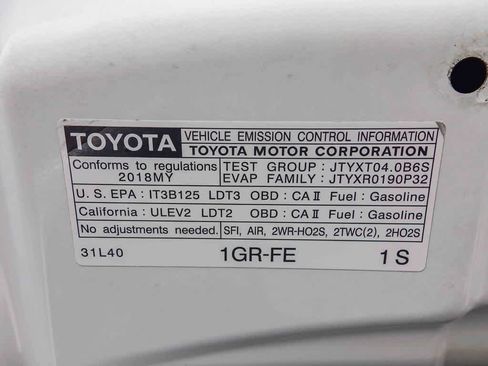 TOYOTA VEHICLE EMISSION CONTROL INFORMATION
TOYOTA MOTOR CORPORATION
Conforms to regulations TEST GROUP : JTYXT04.0B6S
2018MY EVAP FAMILY : JTYXR0190P32
U.S. EPA : IT3B125 LDT3 OBD : CA II Fuel : Gasoline
California : ULEV2 LDT2 OBD : CA II Fuel : Gasoline
No adjustments needed. SFI, AIR, 2WR-HO2S, 2TWC(2), 2HO2S
31L40 1GR-FE 1 S